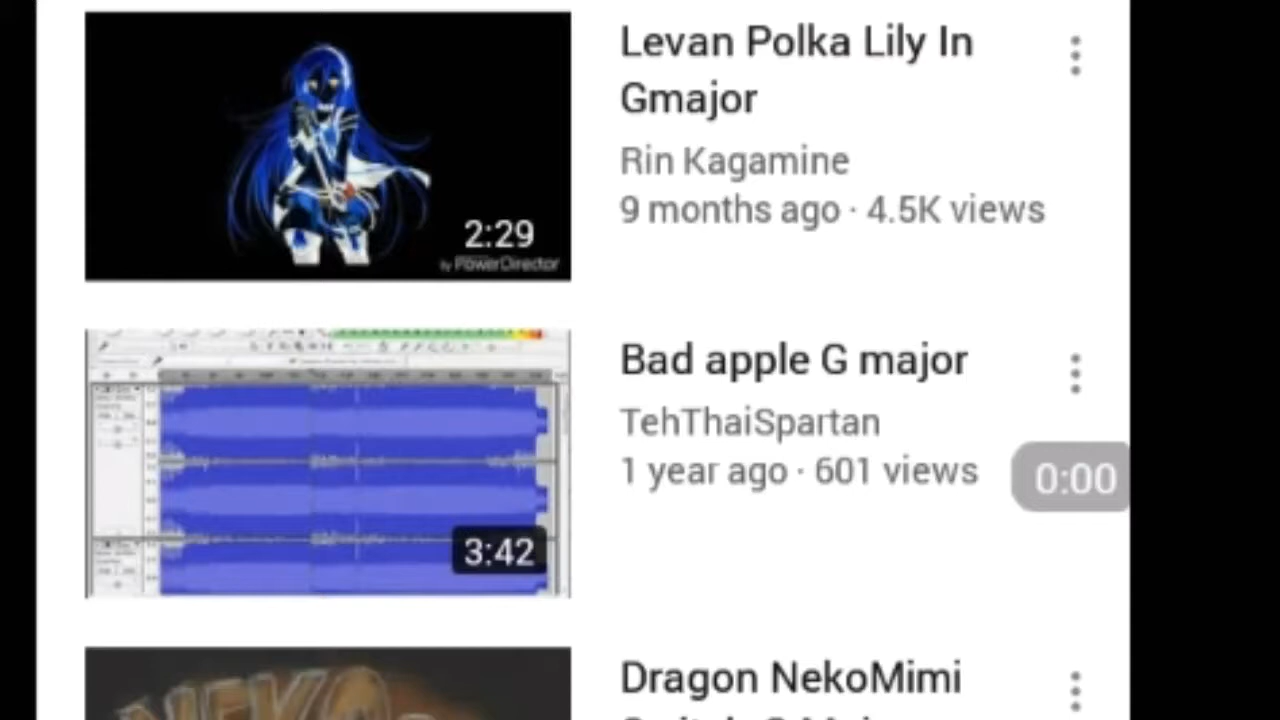 Levan Polka Lily In
Gmajor
Rin Kagamine
9 months ago · 4.5K views
2:29
by PowerDirector
Bad apple G major
TehThaiSpartan
1 year ago · 601 views
0:00
3:42
Dragon NekoMimi
NEKO